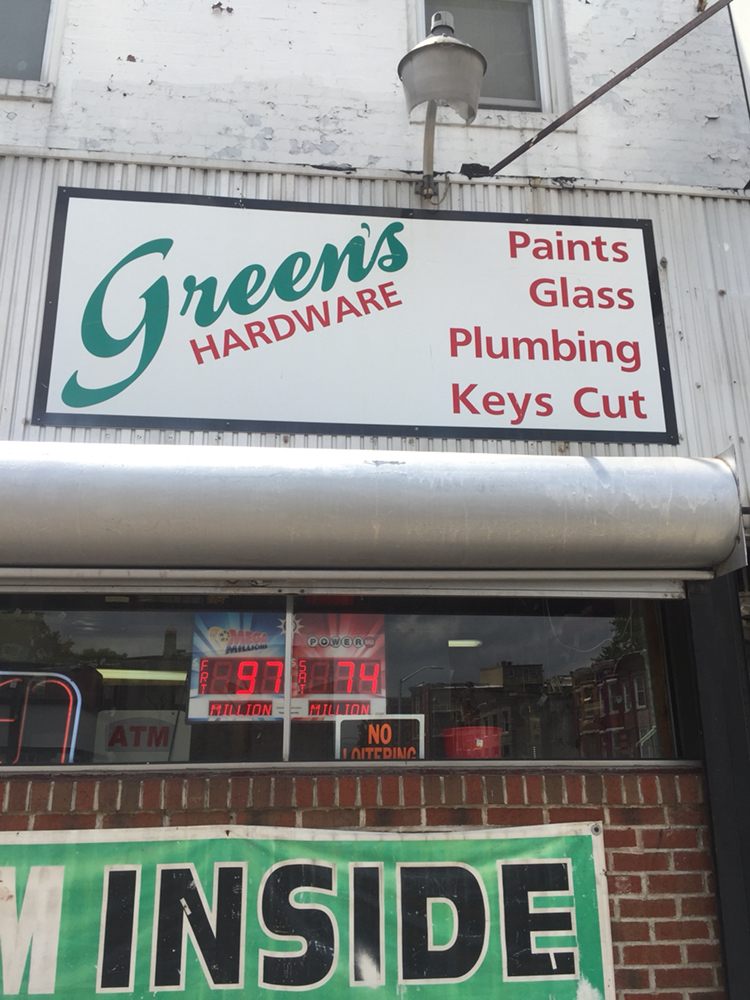 Green's
HARDWARE
Paints
Glass
Plumbing
Keys Cut
MEGA
MILLIONS
FRI 97
MILLION
POWERBALL
SAT 74
MILLION
ATM
NO
LOITERING
M INSIDE